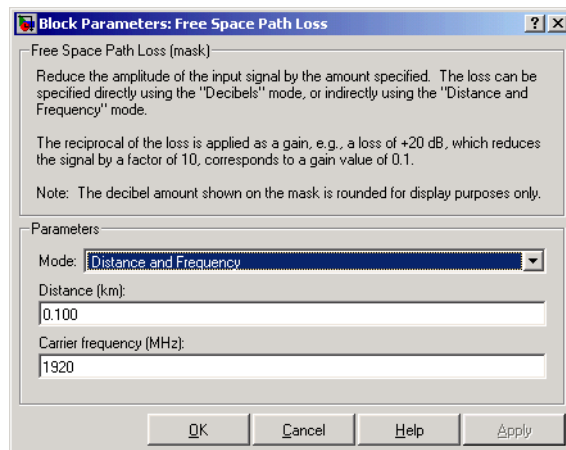 Block Parameters: Free Space Path Loss
Free Space Path Loss (mask)
Reduce the amplitude of the input signal by the amount specified. The loss can be
specified directly using the "Decibels" mode, or indirectly using the "Distance and
Frequency" mode.
The reciprocal of the loss is applied as a gain, e.g., a loss of +20 dB, which reduces
the signal by a factor of 10, corresponds to a gain value of 0.1.
Note: The decibel amount shown on the mask is rounded for display purposes only.
Parameters
Mode: Distance and Frequency
Distance (km):
0.100
Carrier frequency (MHz):
1920
OK Cancel Help Apply